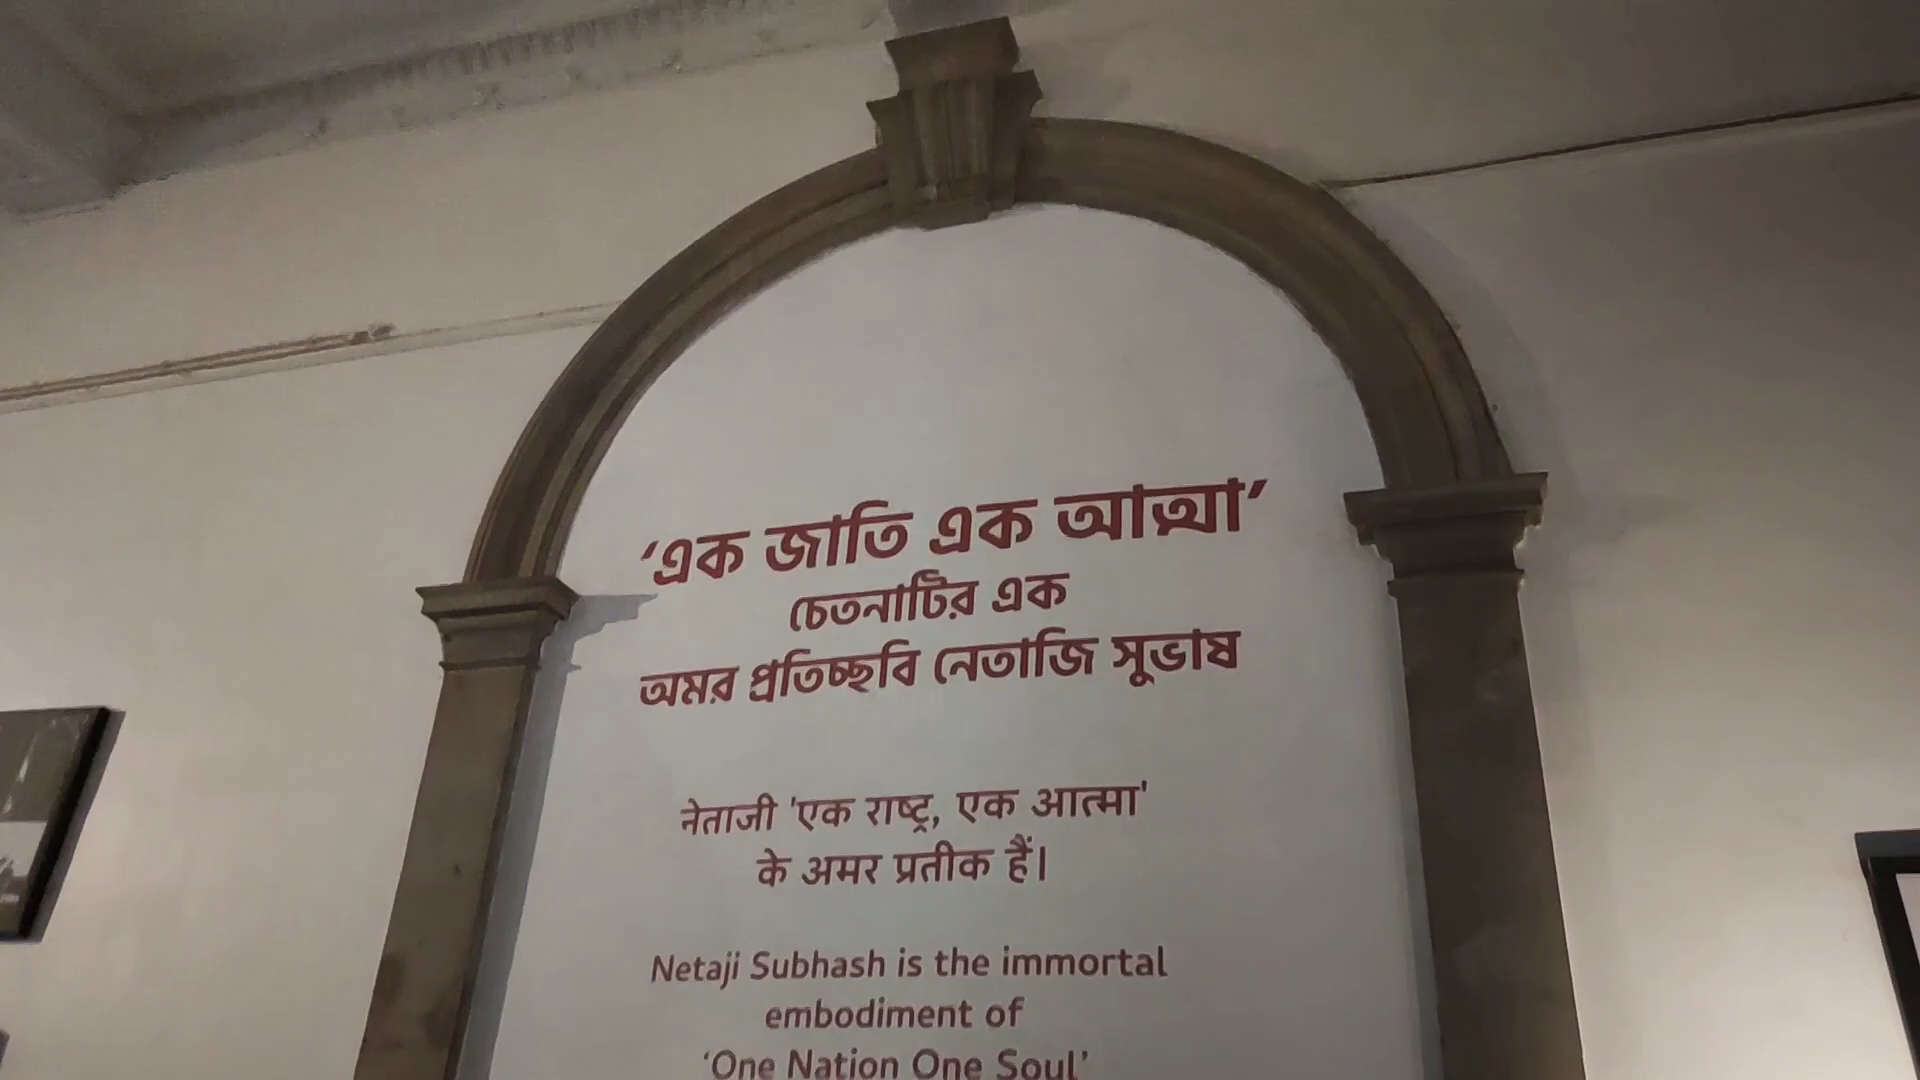 ‘এক জাতি এক আত্মা’
চেতনাটির এক
অমর প্রতিচ্ছবি নেতাজি সুভাষ
नेताजी 'एक राष्ट्र, एक आत्मा'
के अमर प्रतीक हैं।
Netaji Subhash is the immortal
embodiment of
‘One Nation One Soul’